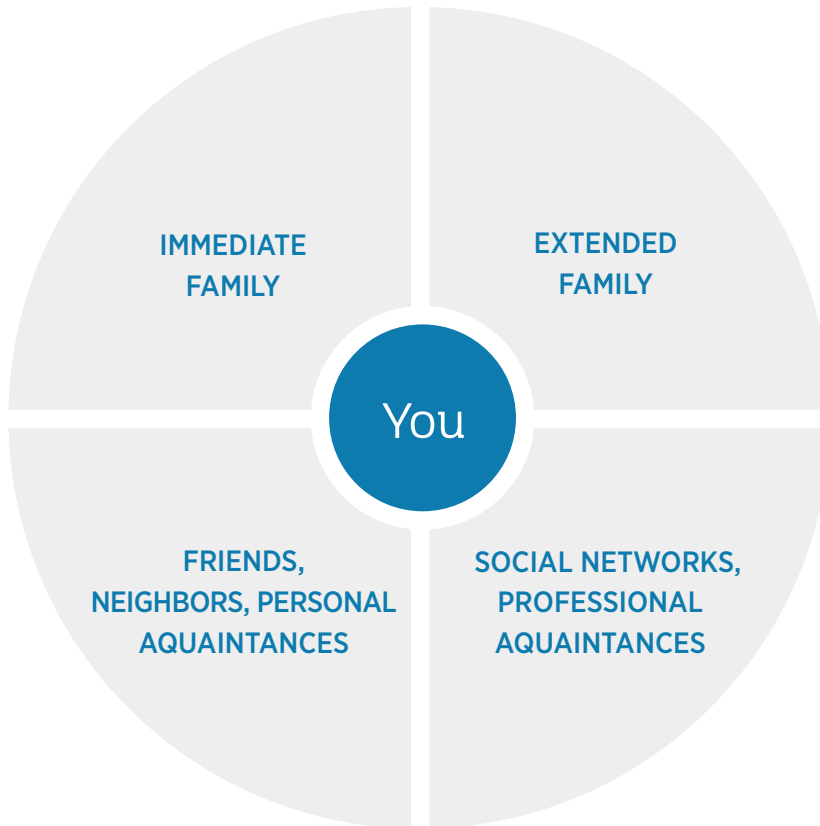 IMMEDIATE
FAMILY
EXTENDED
FAMILY
You
FRIENDS,
NEIGHBORS, PERSONAL
AQUAINTANCES
SOCIAL NETWORKS,
PROFESSIONAL
AQUAINTANCES